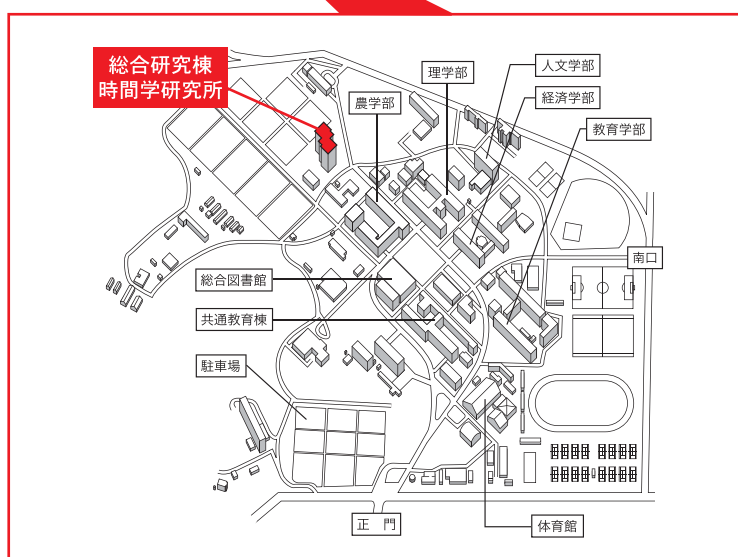 総合研究棟
時間学研究所
人文学部
理学部
経済学部
農学部
教育学部
南口
総合図書館
共通教育棟
駐車場
正 門
体育館